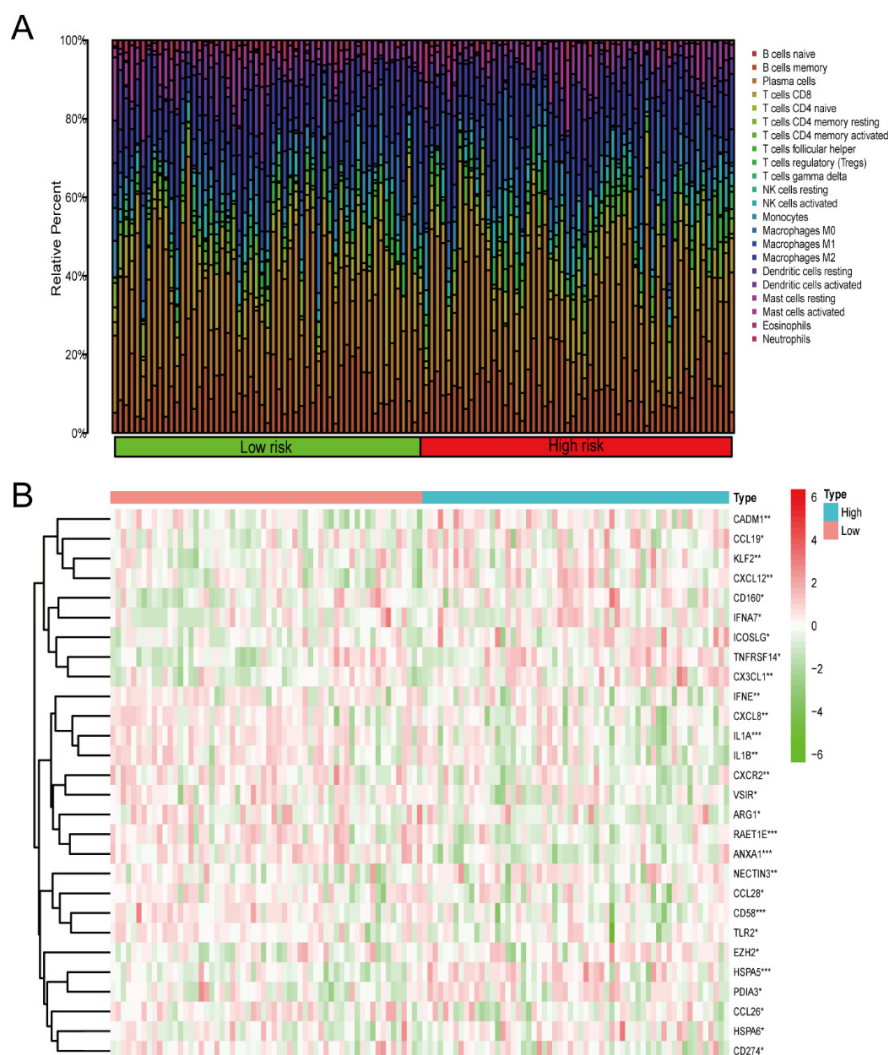 A
100%
80%
60%
40%
20%
0%
Relative Percent
Low risk
High risk
B cells naive
B cells memory
Plasma cells
T cells CD8
T cells CD4 naive
T cells CD4 memory resting
T cells CD4 memory activated
T cells follicular helper
T cells regulatory (Tregs)
T cells gamma delta
NK cells resting
NK cells activated
Monocytes
Macrophages M0
Macrophages M1
Macrophages M2
Dendritic cells resting
Dendritic cells activated
Mast cells resting
Mast cells activated
Eosinophils
Neutrophils
B
Type
CADM1**
CCL19*
KLF2**
CXCL12**
CD160*
IFNA7*
ICOSLG*
TNFRSF14*
CX3CL1**
IFNE**
CXCL8**
IL1A***
IL1B**
CXCR2**
VSIR*
ARG1*
RAET1E***
ANXA1***
NECTIN3**
CCL28*
CD58***
TLR2*
EZH2*
HSPA5***
PDIA3*
CCL26*
HSPA6*
CD274*
6
4
2
0
−2
−4
−6
Type
High
Low